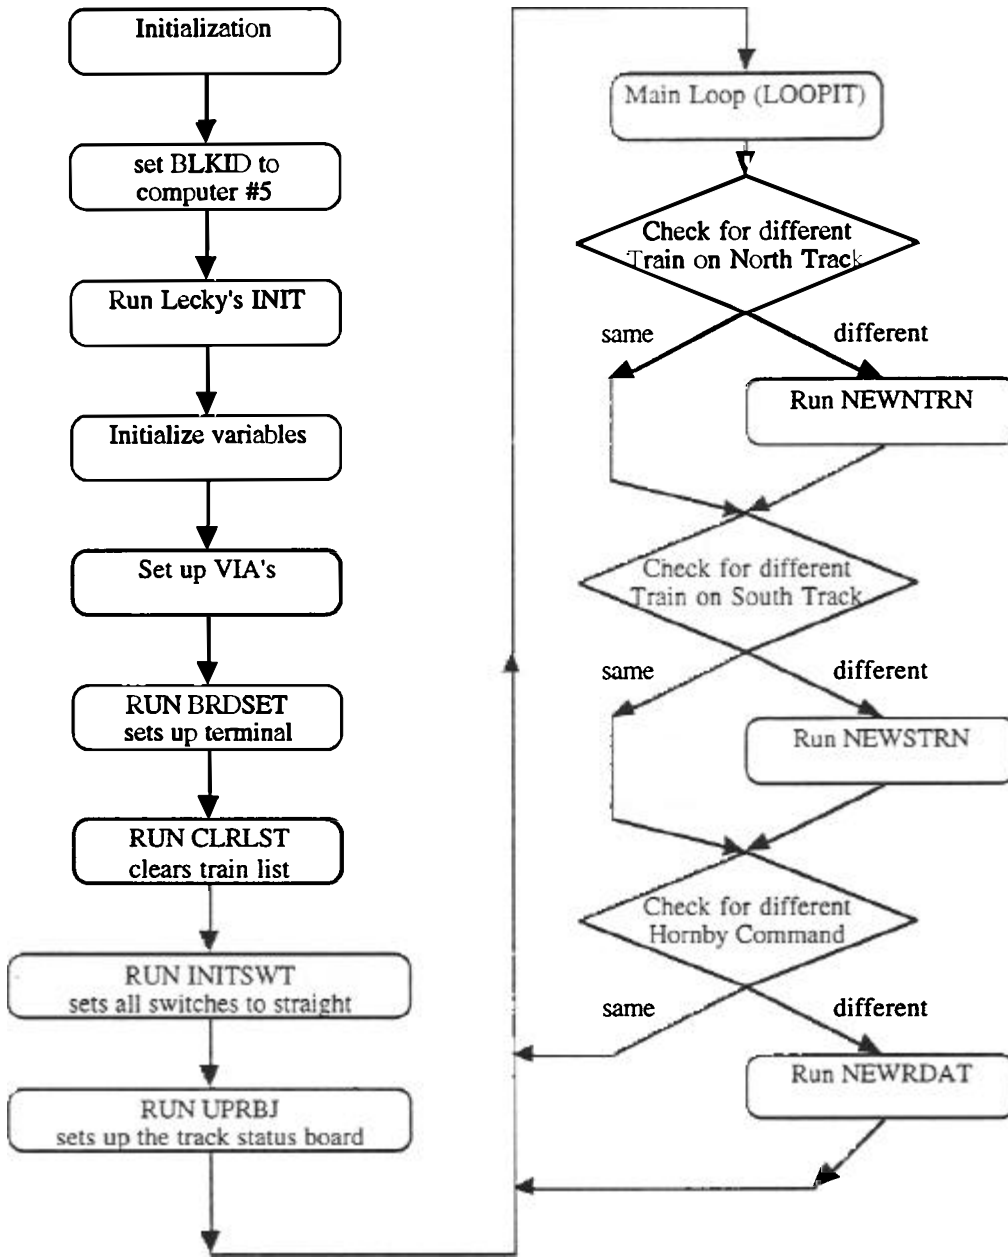 Initialization
set BLKID to
computer #5
Run Lecky's INIT
Initialize variables
Set up VIA's
RUN BRDSET
sets up terminal
RUN CLRLST
clears train list
RUN INITSWT
sets all switches to straight
RUN UPRBJ
sets up the track status board
Main Loop (LOOPIT)
Check for different
Train on North Track
same
different
Run NEWNTRN
Check for different
Train on South Track
same
different
Run NEWSTRN
Check for different
Hornby Command
same
different
Run NEWRDAT